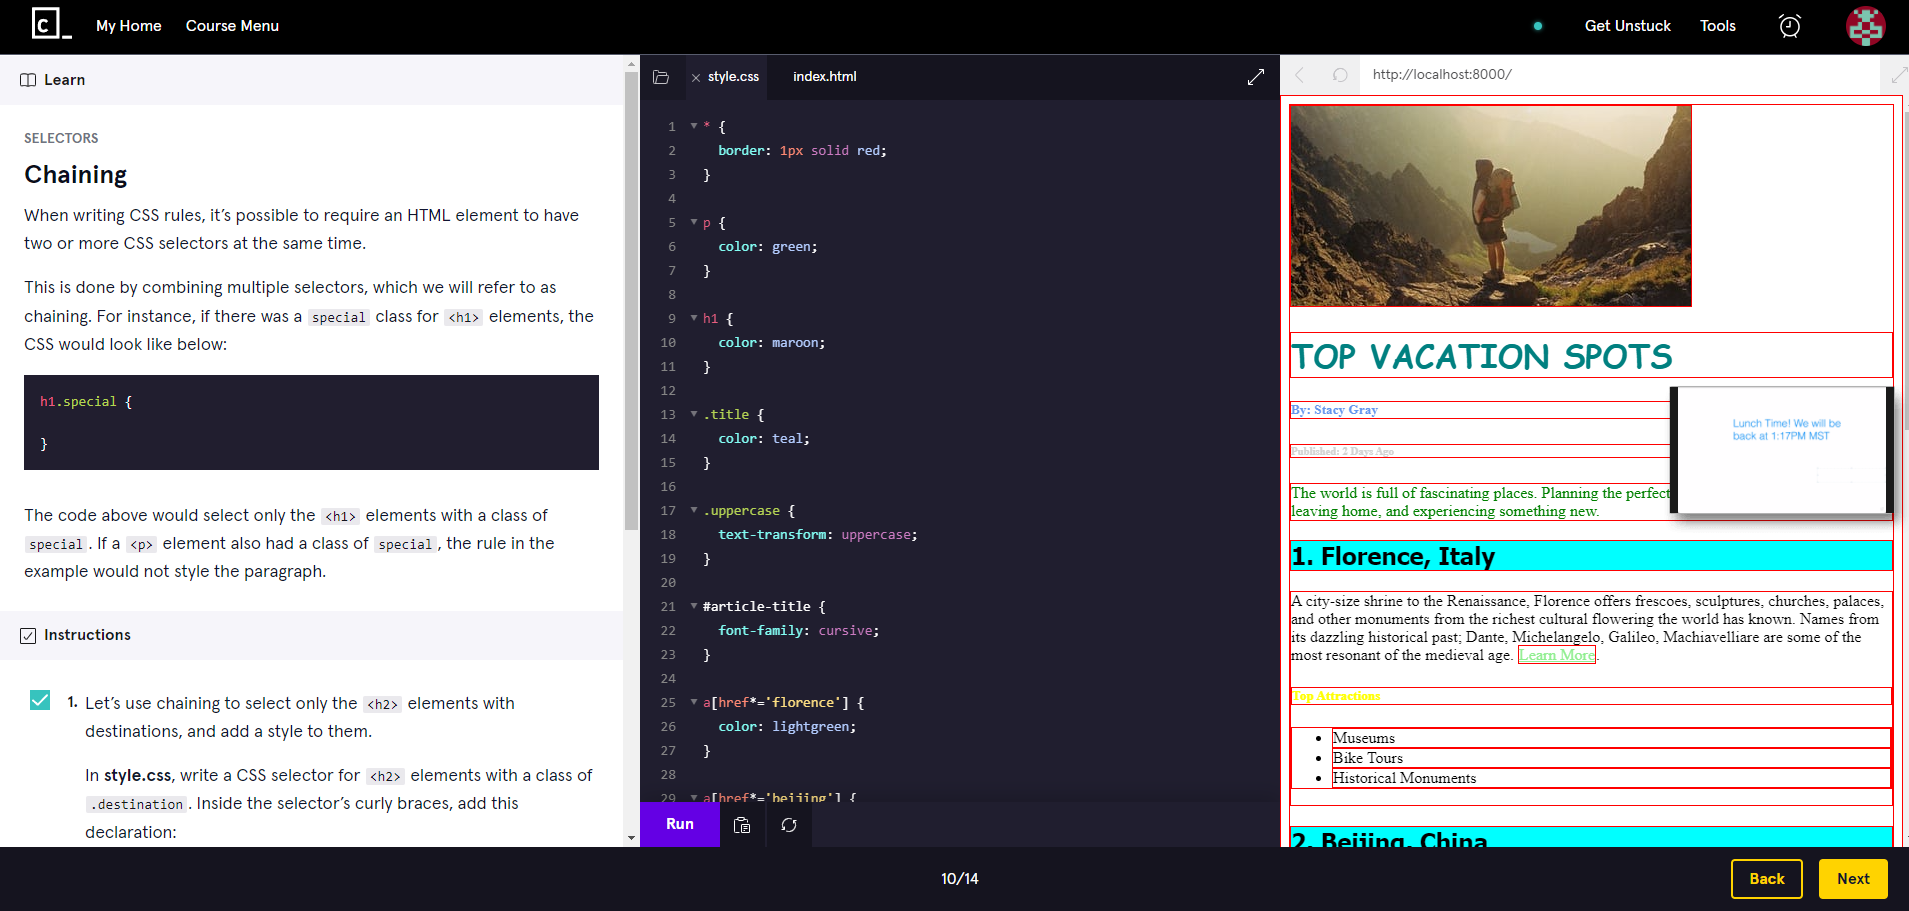 C_
My Home
Course Menu
Get Unstuck
Tools
Learn
SELECTORS
Chaining
When writing CSS rules, it’s possible to require an HTML element to have
two or more CSS selectors at the same time.
This is done by combining multiple selectors, which we will refer to as
chaining. For instance, if there was a special class for <h1> elements, the
CSS would look like below:
h1.special {
}
The code above would select only the <h1> elements with a class of
special. If a <p> element also had a class of special, the rule in the
example would not style the paragraph.
Instructions
1. Let’s use chaining to select only the <h2> elements with
destinations, and add a style to them.
In style.css, write a CSS selector for <h2> elements with a class of
.destination. Inside the selector’s curly braces, add this
declaration:
style.css
index.html
1 * {
2 border: 1px solid red;
3 }
4
5 p {
6 color: green;
7 }
8
9 h1 {
10 color: maroon;
11 }
12
13 .title {
14 color: teal;
15 }
16
17 .uppercase {
18 text-transform: uppercase;
19 }
20
21 #article-title {
22 font-family: cursive;
23 }
24
25 a[href*='florence'] {
26 color: lightgreen;
27 }
28
29 a[href*='beijing'] {
Run
http://localhost:8000/
TOP VACATION SPOTS
By: Stacy Gray
Published: 2 Days Ago
Lunch Time! We will be
back at 1:17PM MST
The world is full of fascinating places. Planning the perfect
leaving home, and experiencing something new.
1. Florence, Italy
A city-size shrine to the Renaissance, Florence offers frescoes, sculptures, churches, palaces,
and other monuments from the richest cultural flowering the world has known. Names from
its dazzling historical past; Dante, Michelangelo, Galileo, Machiavelliare are some of the
most resonant of the medieval age. Learn More.
Top Attractions
Museums
Bike Tours
Historical Monuments
2. Beijing, China
10/14
Back
Next